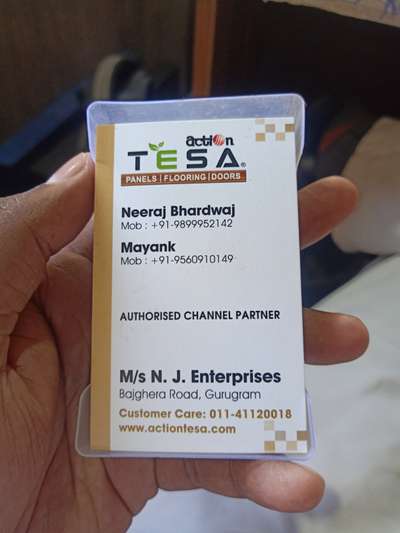 action
TESA®
PANELS | FLOORING | DOORS
Neeraj Bhardwaj
Mob : +91-9899952142
Mayank
Mob : +91-9560910149
AUTHORISED CHANNEL PARTNER
M/s N. J. Enterprises
Bajghera Road, Gurugram
Customer Care: 011-41120018
www.actiontesa.com